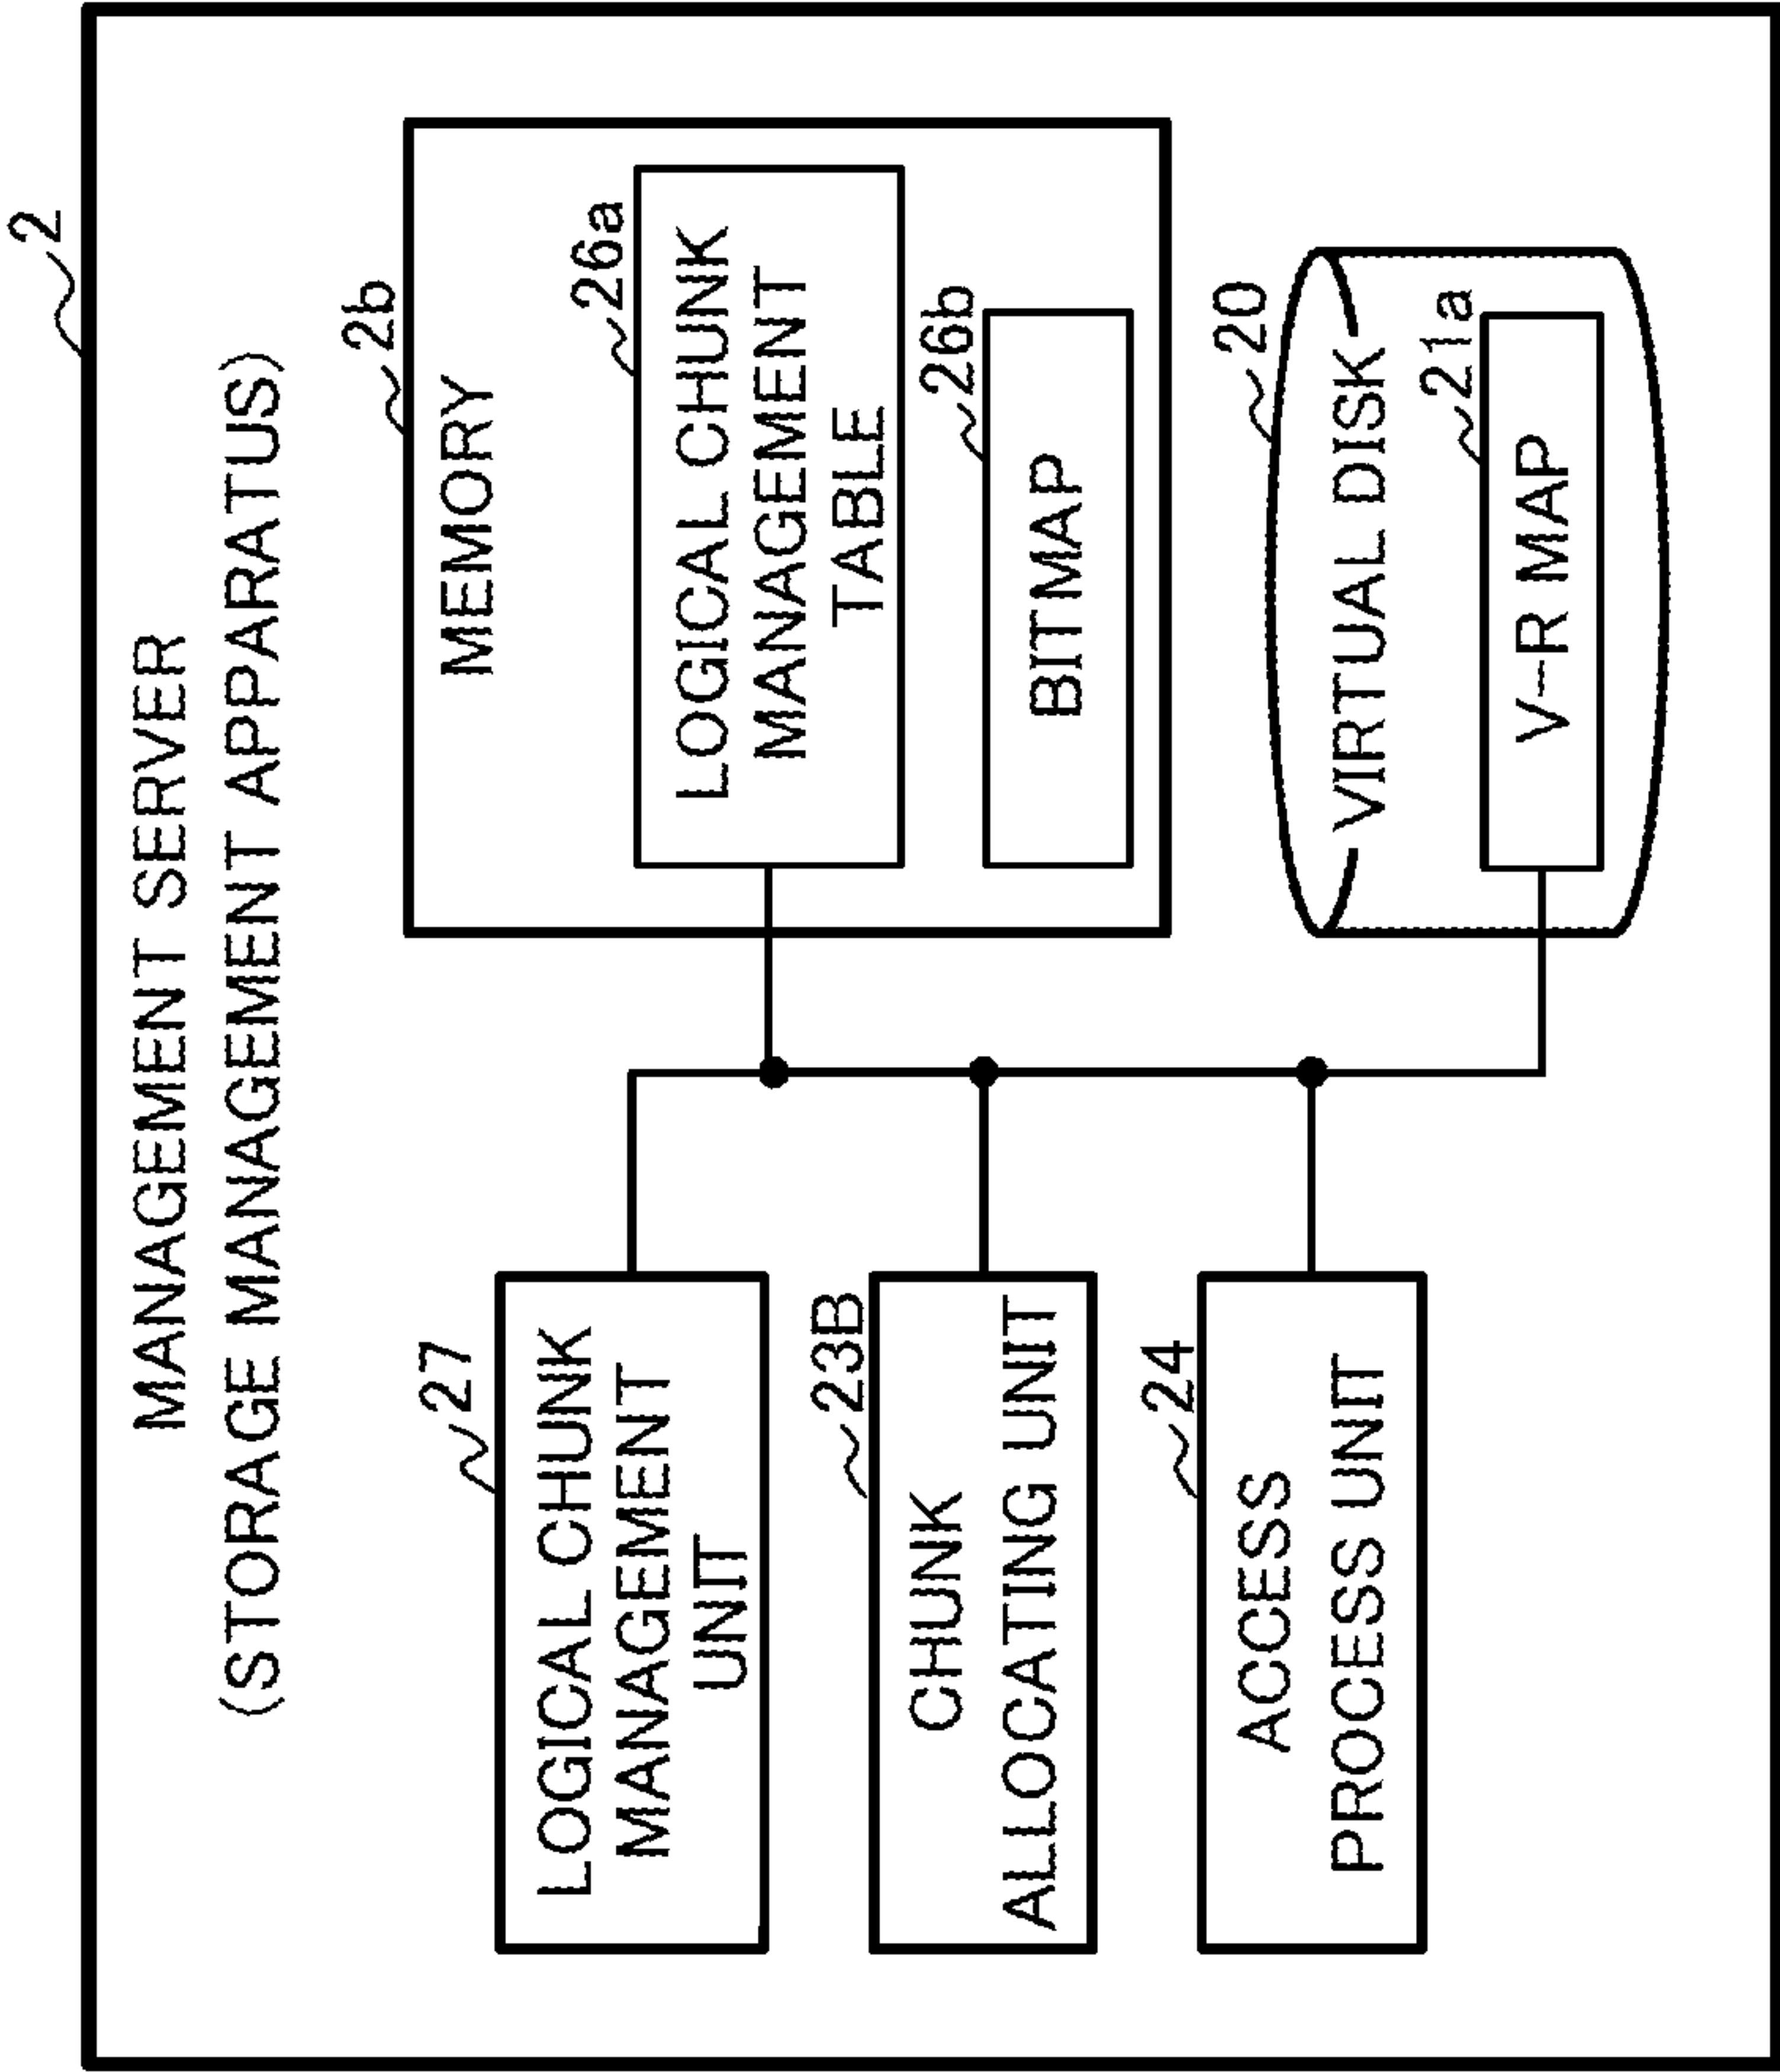 2
MANAGEMENT SERVER
(STORAGE MANAGEMENT APPARATUS)
27
LOGICAL CHUNK
MANAGEMENT
UNIT
23B
CHUNK
ALLOCATING UNIT
24
ACCESS
PROCESS UNIT
2b
MEMORY
26a
LOGICAL CHUNK
MANAGEMENT
TABLE
26b
BITMAP
20
VIRTUAL DISK
21a
V-R MAP